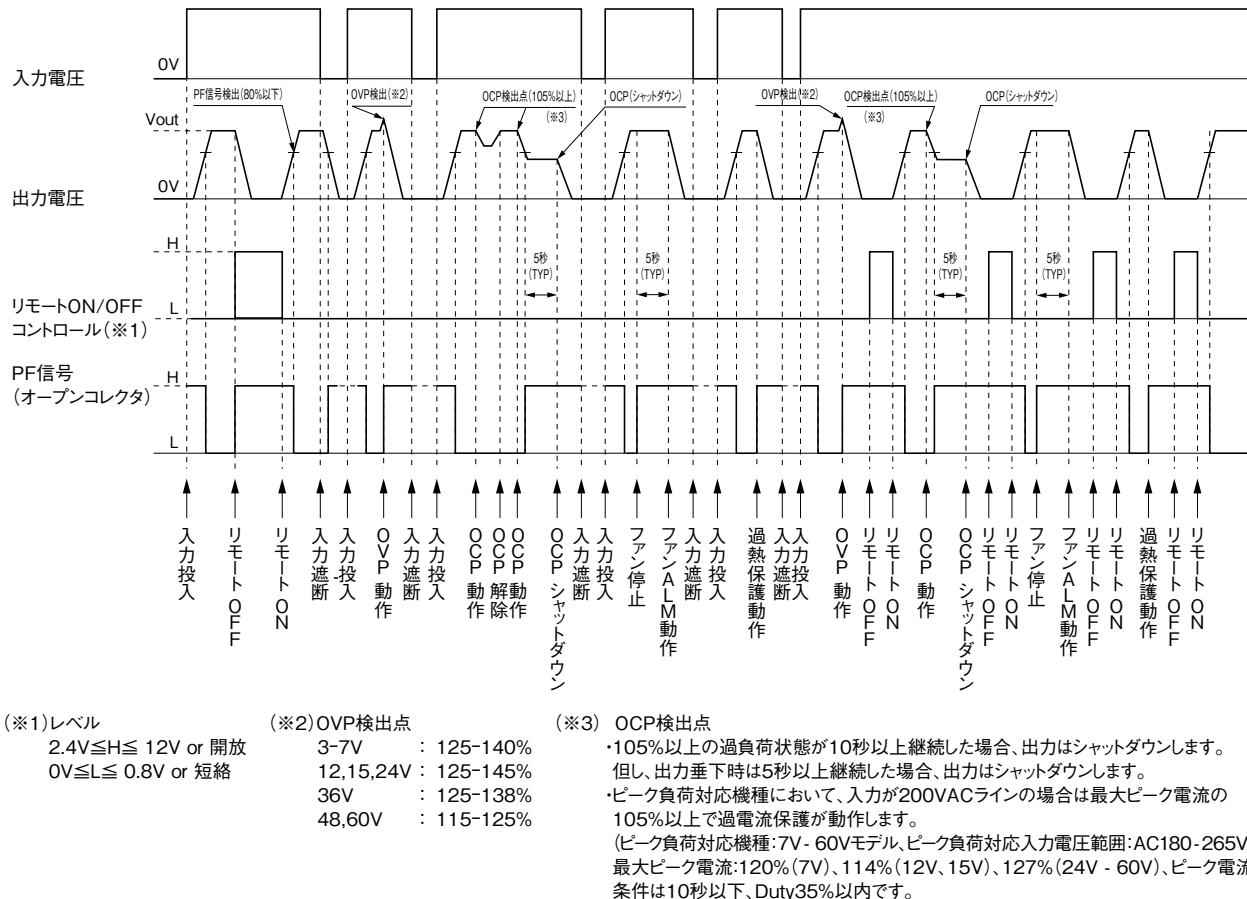 入力電圧
0V
PF信号検出(80%以下)
OVP検出(※2)
OCP検出点(105%以上)
(※3)
OCP(シャットダウン)
OVP検出(※2)
OCP検出点(105%以上)
(※3)
OCP(シャットダウン)
Vout
0V
出力電圧
H
5秒
(TYP)
5秒
(TYP)
5秒
(TYP)
5秒
(TYP)
リモートON/OFF
コントロール(※1)
L
PF信号
(オープンコレクタ)
H
L
入力投入
リモートOFF
リモートON
入力遮断
入力投入
OVP動作
入力遮断
入力投入
OCP動作
OCP解除
OCP動作
OCPシャットダウン
入力遮断
入力投入
ファン停止
ファンALM動作
入力遮断
入力投入
過熱保護動作
入力遮断
入力投入
OVP動作
リモートOFF
リモートON
OCP動作
OCPシャットダウン
リモートOFF
リモートON
ファン停止
ファンALM動作
リモートOFF
リモートON
過熱保護動作
リモートOFF
リモートON
(※1)レベル
2.4V≦H≦ 12V or 開放
0V≦L≦ 0.8V or 短絡
(※2)OVP検出点
3-7V : 125-140%
12,15,24V : 125-145%
36V : 125-138%
48,60V : 115-125%
(※3) OCP検出点
・105%以上の過負荷状態が10秒以上継続した場合、出力はシャットダウンします。
但し、出力垂下時は5秒以上継続した場合、出力はシャットダウンします。
・ピーク負荷対応機種において、入力が200VACラインの場合は最大ピーク電流の
105%以上で過電流保護が動作します。
(ピーク負荷対応機種:7V - 60Vモデル、ピーク負荷対応入力電圧範囲:AC180-265V
最大ピーク電流:120%(7V)、114%(12V、15V)、127%(24V - 60V)、ピーク電流
条件は10秒以下、Duty35%以内です。